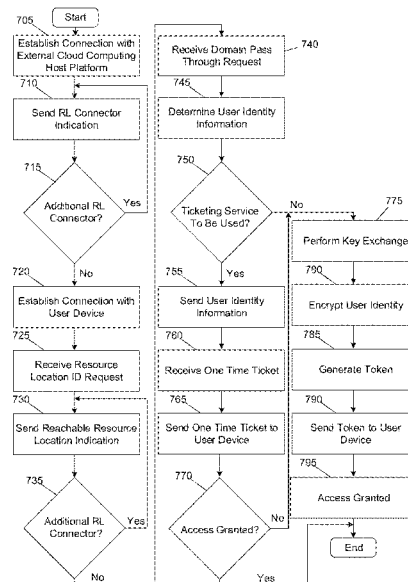 Start
705
Establish Connection with
External Cloud Computing
Host Platform
710
Send RL Connector
Indication
715
Additional RL
Connector?
Yes
No
720
Establish Connection with
User Device
725
Receive Resource
Location ID Request
730
Send Reachable Resource
Location Indication
735
Additional RL
Connector?
Yes
No
740
Receive Domain Pass
Through Request
745
Determine User Identity
Information
750
Ticketing Service
To Be Used?
No
Yes
755
Send User Identity
Information
760
Receive One Time Ticket
765
Send One Time Ticket to
User Device
770
Access Granted?
No
Yes
775
Perform Key Exchange
780
Encrypt User Identity
785
Generate Token
790
Send Token to User
Device
795
Access Granted
End